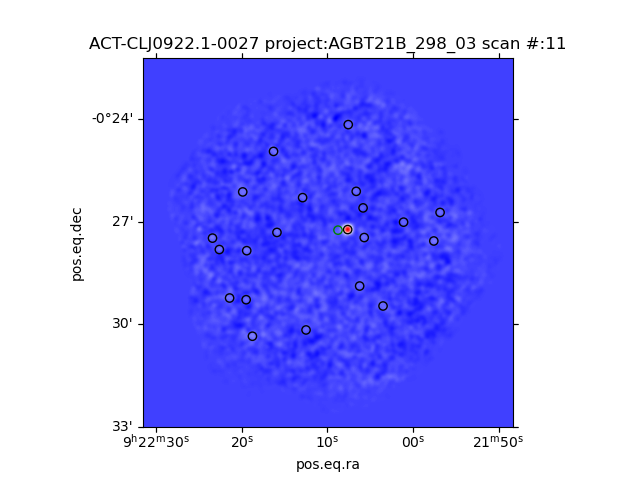 ACT-CLJ0922.1-0027 project:AGBT21B_298_03 scan #:11
-0°24'
27'
30'
33'
pos.eq.dec
9h22m30s 20s 10s 00s 21m50s
pos.eq.ra